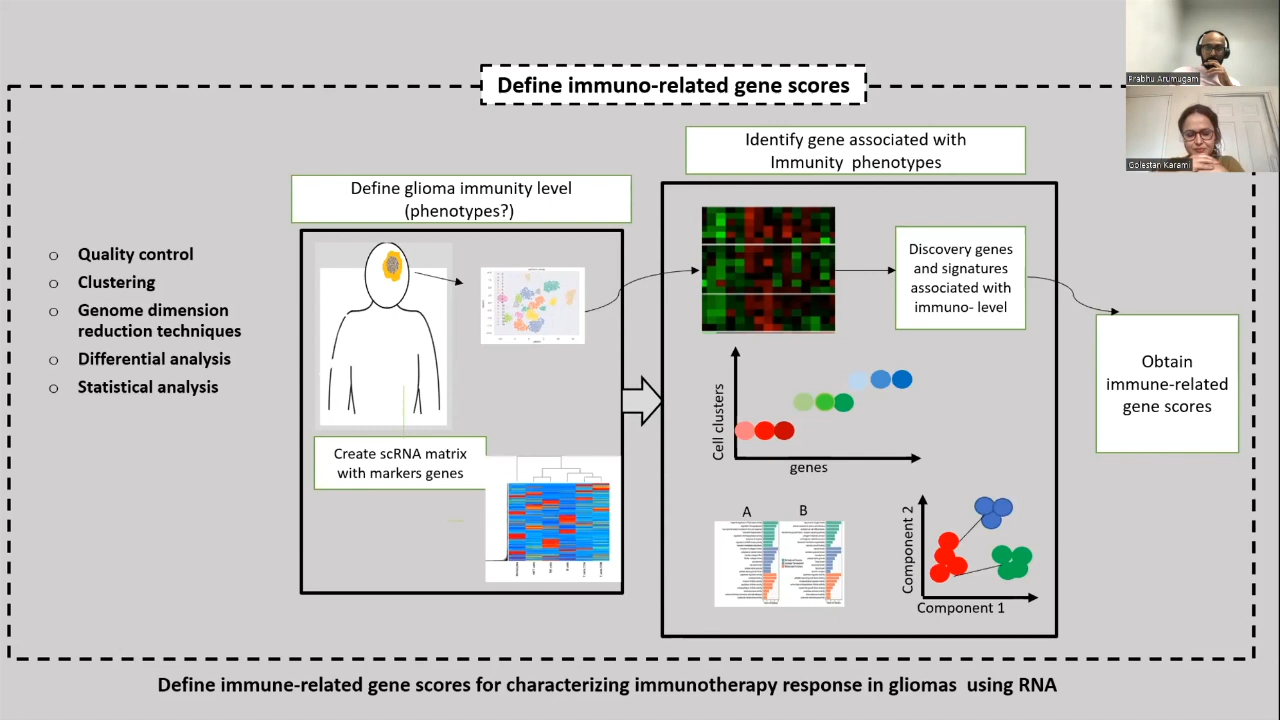 Define immuno-related gene scores
Prabhu Arumugam
Golestan Karami
Identify gene associated with
Immunity phenotypes
Define glioma immunity level
(phenotypes?)
o Quality control
o Clustering
o Genome dimension
reduction techniques
o Differential analysis
o Statistical analysis
Create scRNA matrix
with markers genes
Discovery genes
and signatures
associated with
immuno- level
Cell clusters
genes
A B
Component 2
Component 1
Obtain
immune-related
gene scores
Define immune-related gene scores for characterizing immunotherapy response in gliomas using RNA